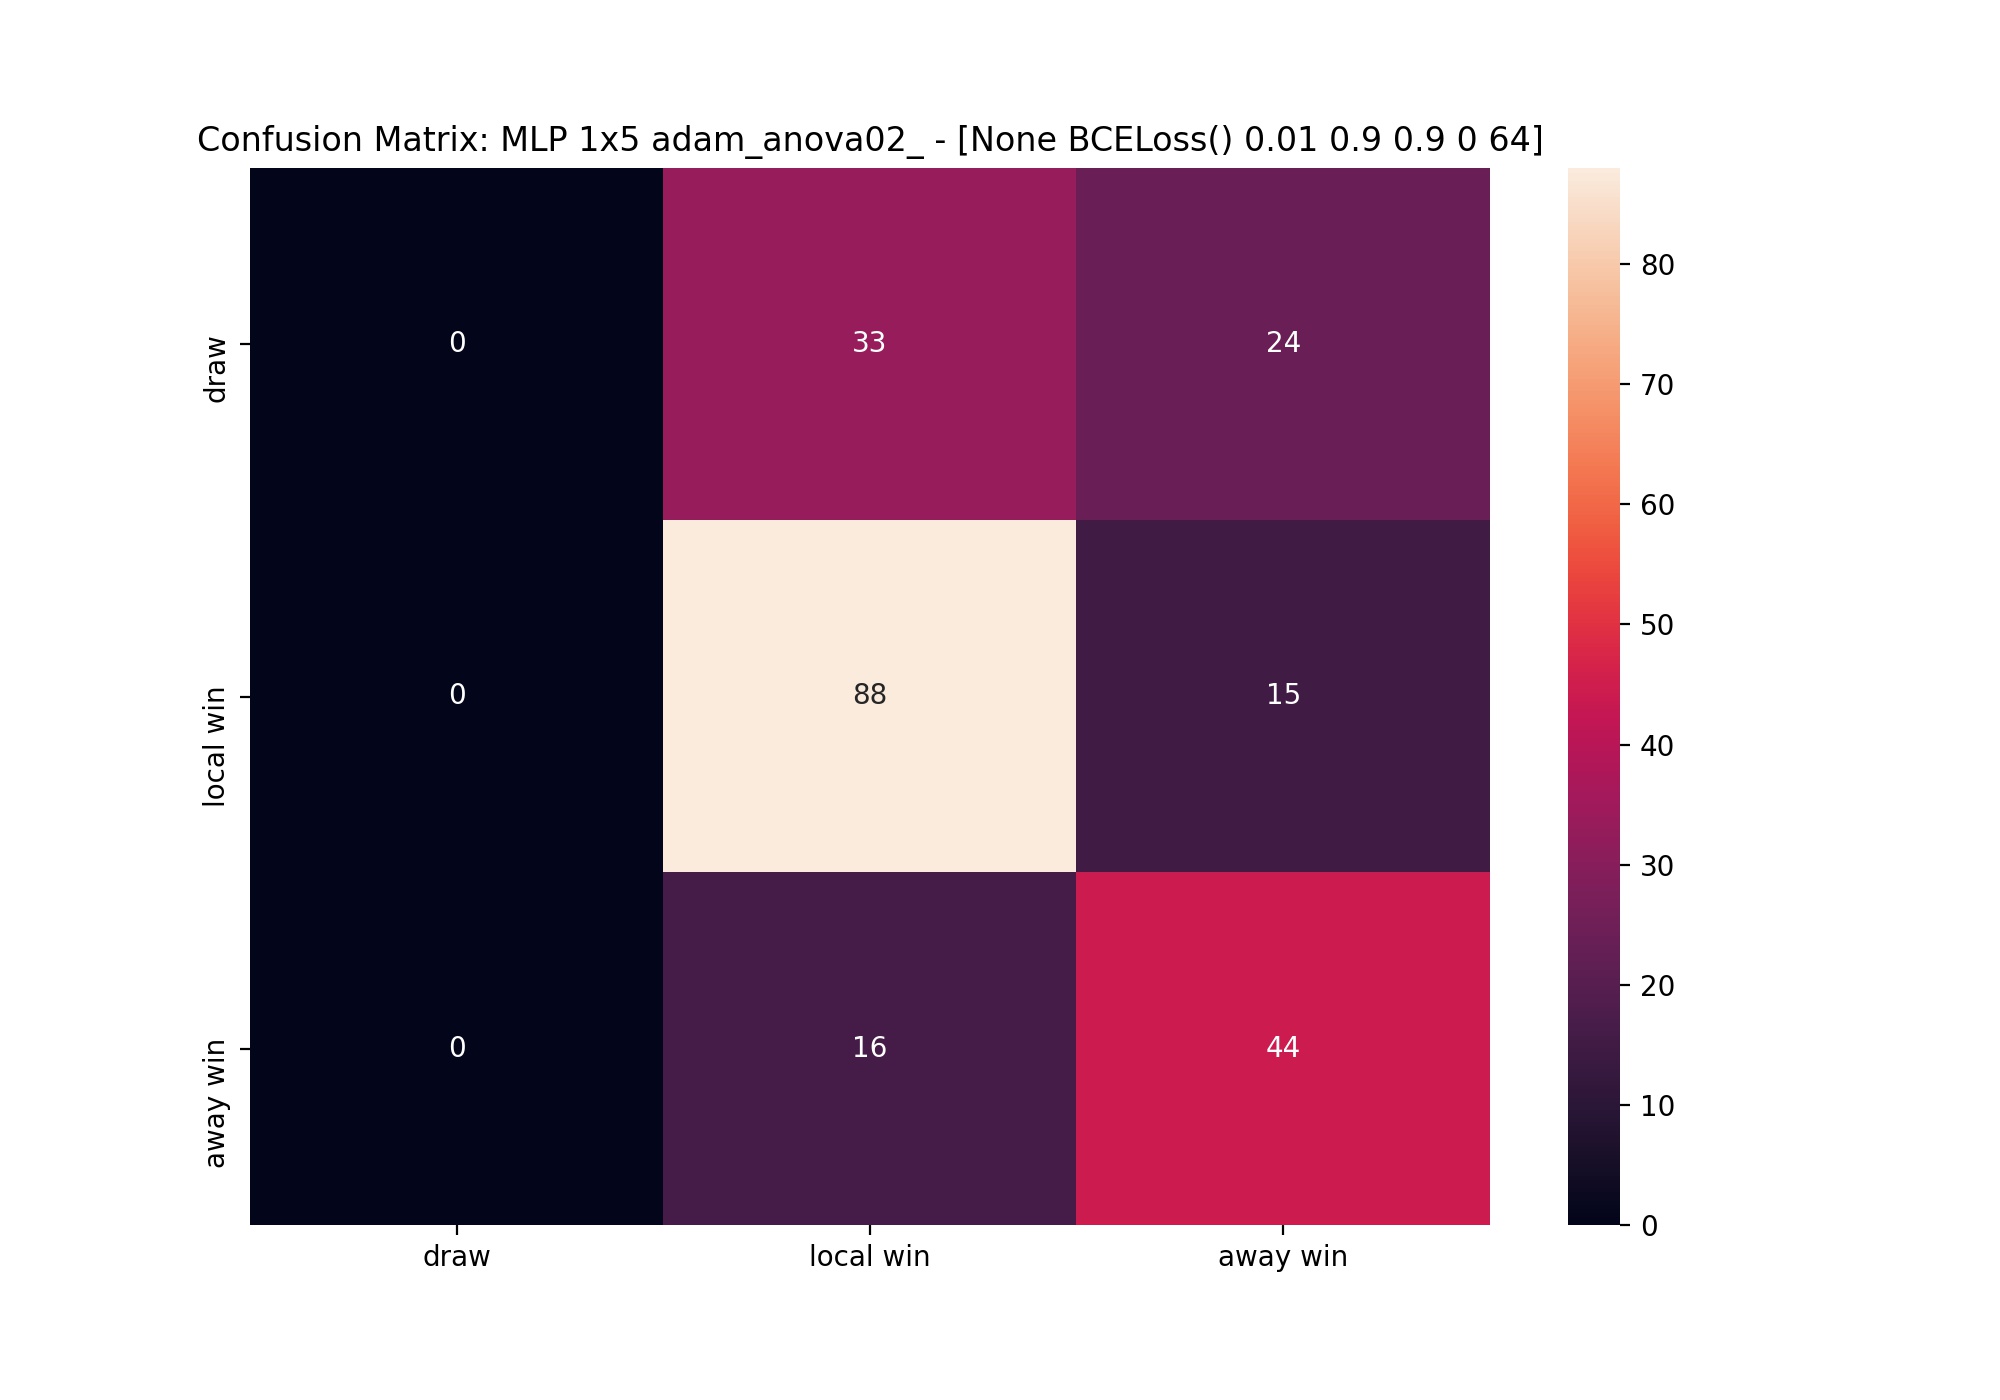 Confusion Matrix: MLP 1x5 adam_anova02_ - [None BCELoss() 0.01 0.9 0.9 0 64]
draw
0
33
24
local win
0
88
15
away win
0
16
44
draw
local win
away win
80
70
60
50
40
30
20
10
0